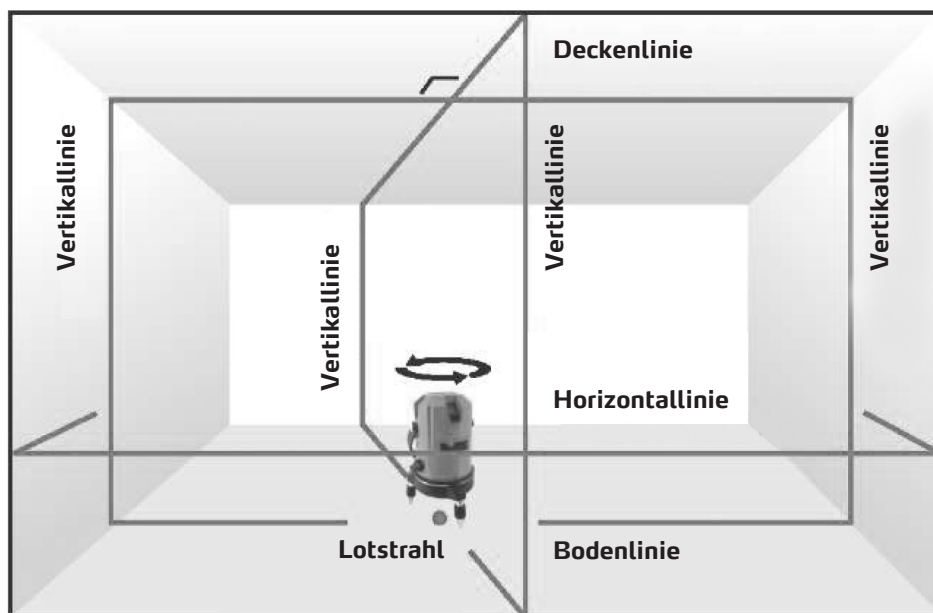 Deckenlinie
Vertikallinie
Vertikallinie
Vertikallinie
Vertikallinie
Horizontallinie
Lotstrahl
Bodenlinie